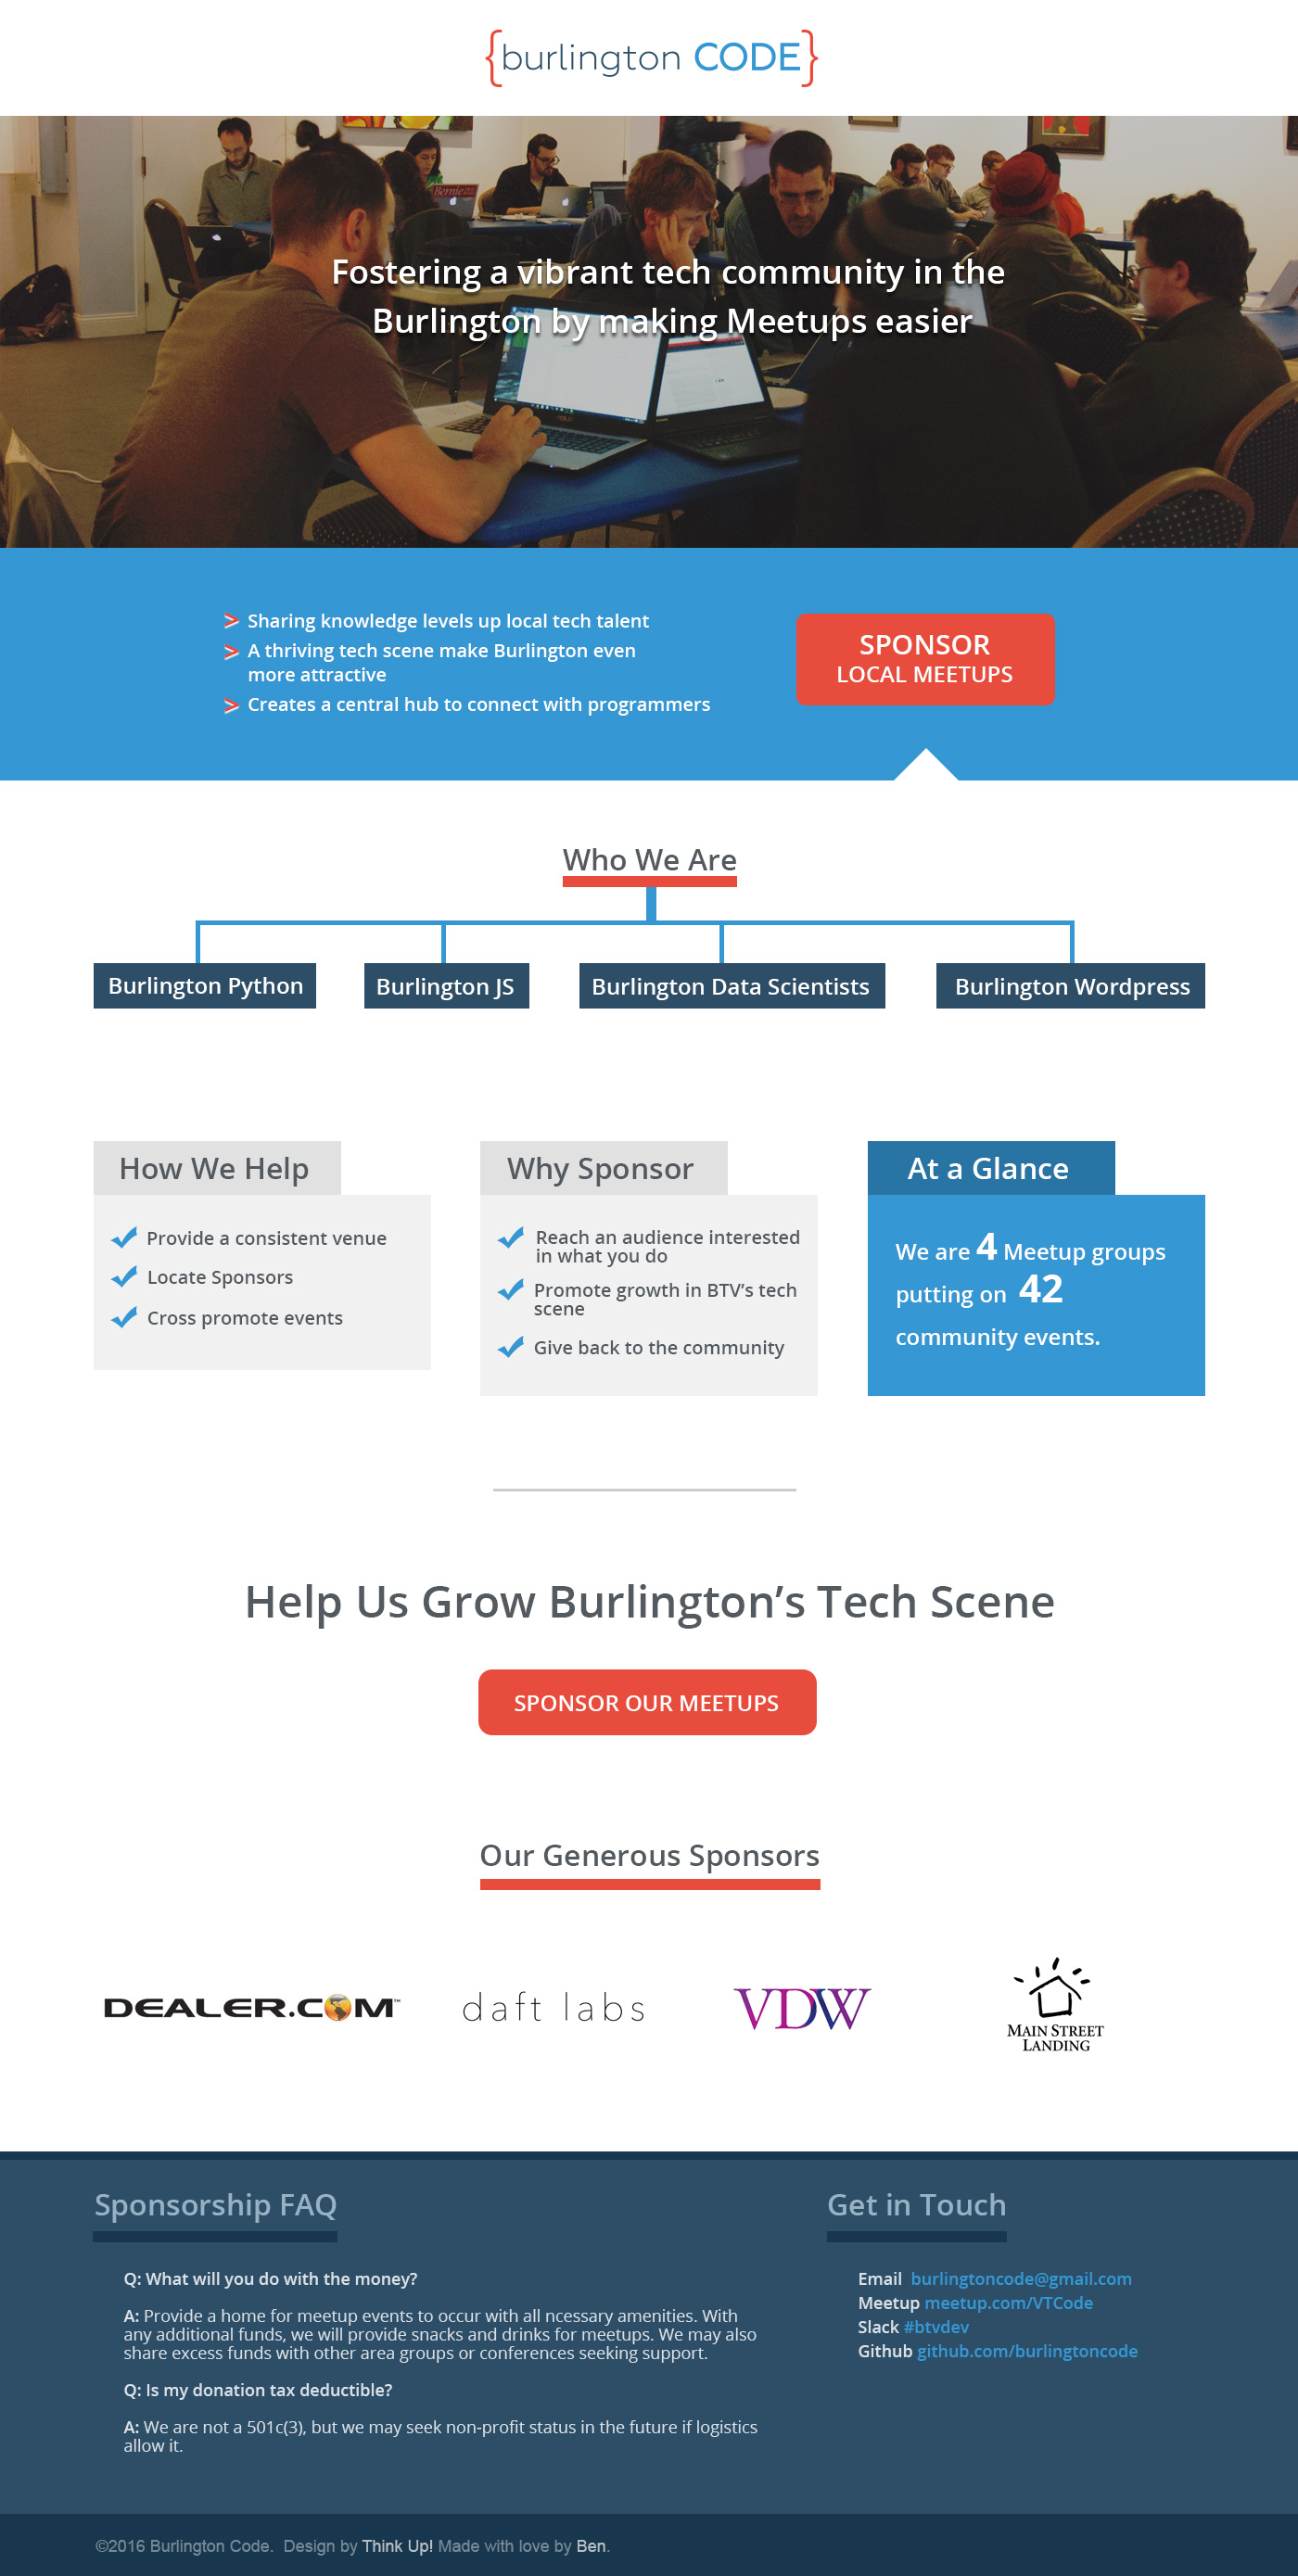 {burlington CODE}
Bernie
Fostering a vibrant tech community in the
Burlington by making Meetups easier
Sharing knowledge levels up local tech talent
A thriving tech scene make Burlington even
more attractive
Creates a central hub to connect with programmers
SPONSOR
LOCAL MEETUPS
Who We Are
Burlington Python
Burlington JS
Burlington Data Scientists
Burlington Wordpress
How We Help
Provide a consistent venue
Locate Sponsors
Cross promote events
Why Sponsor
Reach an audience interested
in what you do
Promote growth in BTV’s tech
scene
Give back to the community
At a Glance
We are 4 Meetup groups
putting on 42
community events.
Help Us Grow Burlington’s Tech Scene
SPONSOR OUR MEETUPS
Our Generous Sponsors
DEALER.COM™
daft labs
VDW
MAIN STREET
LANDING
Sponsorship FAQ
Q: What will you do with the money?
A: Provide a home for meetup events to occur with all ncessary amenities. With
any additional funds, we will provide snacks and drinks for meetups. We may also
share excess funds with other area groups or conferences seeking support.
Q: Is my donation tax deductible?
A: We are not a 501c(3), but we may seek non-profit status in the future if logistics
allow it.
Get in Touch
Email burlingtoncode@gmail.com
Meetup meetup.com/VTCode
Slack #btvdev
Github github.com/burlingtoncode
©2016 Burlington Code. Design by Think Up! Made with love by Ben.